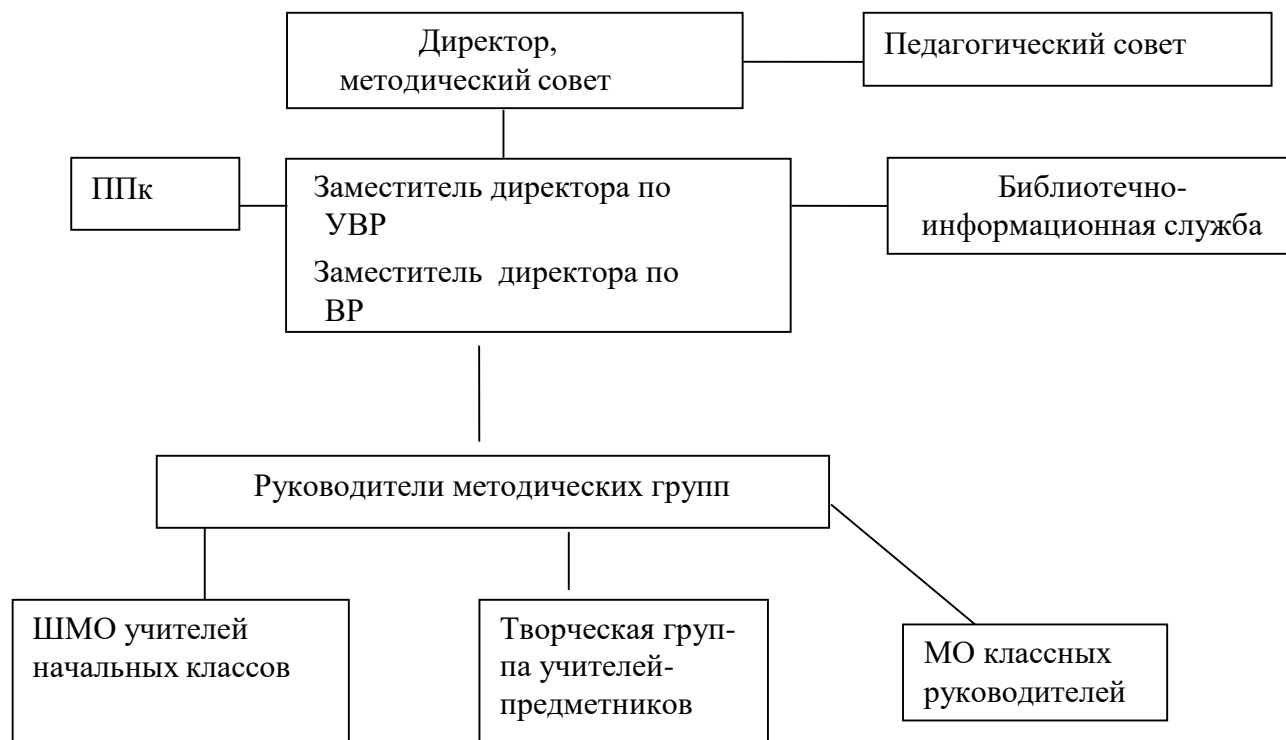 Директор,
методический совет
Педагогический совет
ППк
Заместитель директора по
УВР
Заместитель директора по
ВР
Библиотечно-
информационная служба
Руководители методических групп
ШМО учителей
начальных классов
Творческая груп-
па учителей-
предметников
МО классных
руководителей